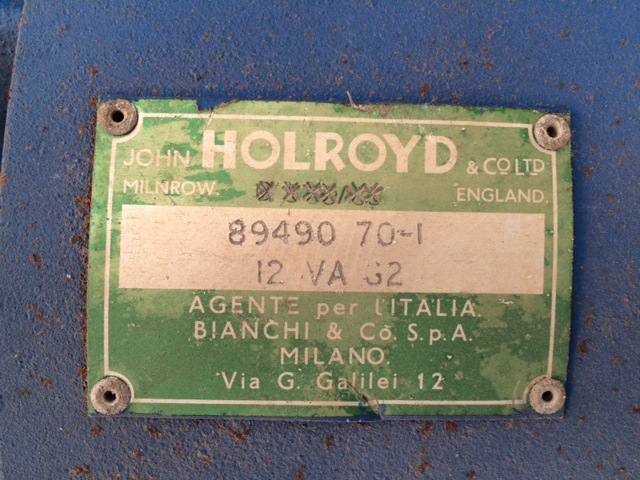 JOHN HOLROYD & CO LTD
MILNROW. ENGLAND.
89490 70-1
12 VA G2
AGENTE per l'ITALIA.
BIANCHI & Co. S.p.A.
MILANO.
Via G. Galilei 12